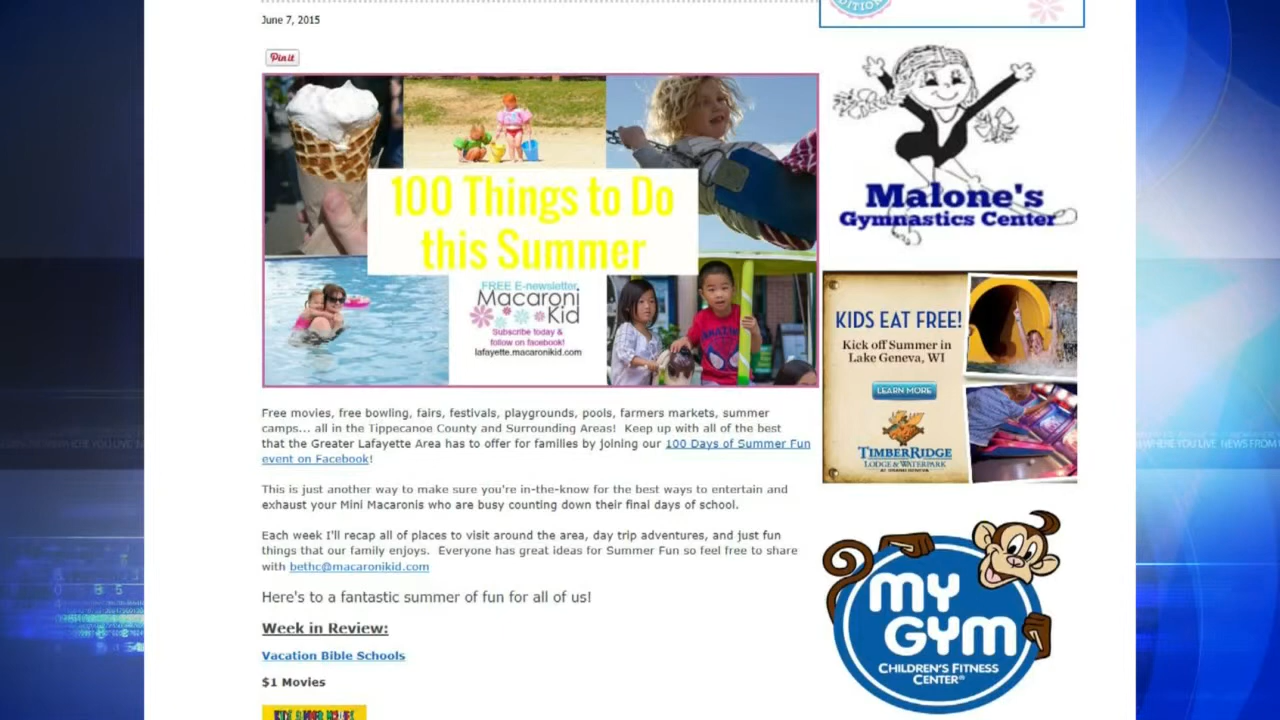 June 7, 2015
Pin it
100 Things to Do
this Summer
FREE E-newsletter
Macaroni
Kid
Subscribe today &
follow on facebook!
lafayette.macaronikid.com
Free movies, free bowling, fairs, festivals, playgrounds, pools, farmers markets, summer
camps... all in the Tippecanoe County and Surrounding Areas!  Keep up with all of the best
that the Greater Lafayette Area has to offer for families by joining our 100 Days of Summer Fun
event on Facebook!
This is just another way to make sure you're in-the-know for the best ways to entertain and
exhaust your Mini Macaronis who are busy counting down their final days of school.
Each week I'll recap all of places to visit around the area, day trip adventures, and just fun
things that our family enjoys.  Everyone has great ideas for Summer Fun so feel free to share
with bethc@macaronikid.com
Here's to a fantastic summer of fun for all of us!
Week in Review:
Vacation Bible Schools
$1 Movies
EDITION
Malone's
Gymnastics Center
KIDS EAT FREE!
Kick off Summer in
Lake Geneva, WI
LEARN MORE
TIMBERRIDGE
LODGE & WATERPARK
MY
GYM
CHILDREN'S FITNESS
CENTER®
WHERE YOU LIVE
WHERE YOU LIVE NEWS FROM